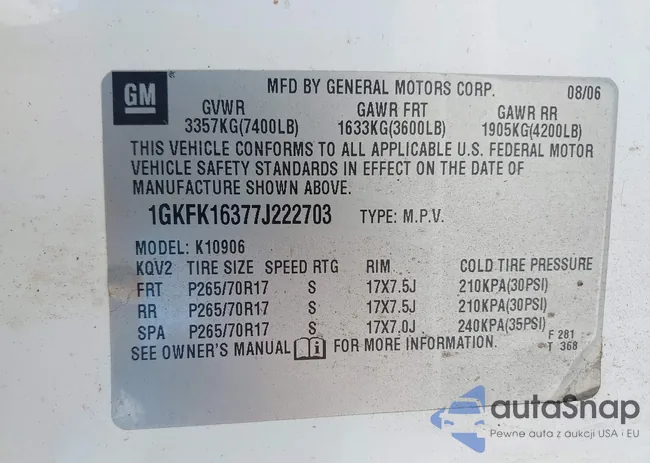 GM
MFD BY GENERAL MOTORS CORP. 08/06
GVWR GAWR FRT GAWR RR
3357KG(7400LB) 1633KG(3600LB) 1905KG(4200LB)
THIS VEHICLE CONFORMS TO ALL APPLICABLE U.S. FEDERAL MOTOR
VEHICLE SAFETY STANDARDS IN EFFECT ON THE DATE OF
MANUFACTURE SHOWN ABOVE.
1GKFK16377J222703 TYPE: M.P.V.
MODEL: K10906
KQV2 TIRE SIZE SPEED RTG RIM COLD TIRE PRESSURE
FRT P265/70R17 S 17X7.5J 210KPA(30PSI)
RR P265/70R17 S 17X7.5J 210KPA(30PSI)
SPA P265/70R17 S 17X7.0J 240KPA(35PSI)
SEE OWNER'S MANUAL i FOR MORE INFORMATION.
F 281
T 368
autaSnap
Pewne auta z aukcji USA i EU